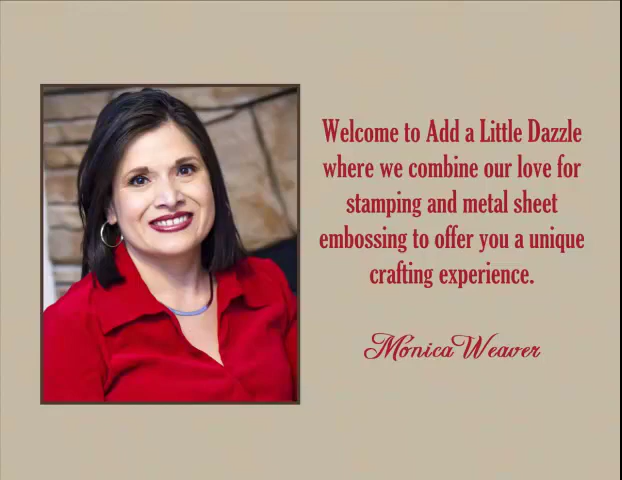 Welcome to Add a Little Dazzle
where we combine our love for
stamping and metal sheet
embossing to offer you a unique
crafting experience.
Monica Weaver